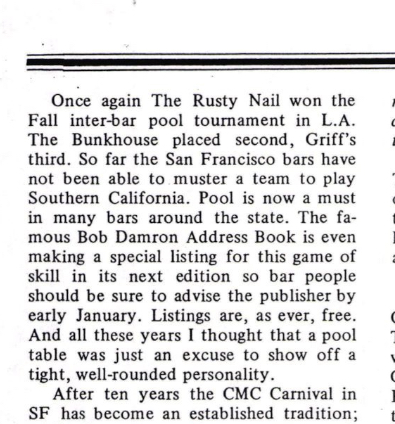 Once again The Rusty Nail won the
Fall inter-bar pool tournament in L.A.
The Bunkhouse placed second, Griff's
third. So far the San Francisco bars have
not been able to muster a team to play
Southern California. Pool is now a must
in many bars around the state. The fa-
mous Bob Damron Address Book is even
making a special listing for this game of
skill in its next edition so bar people
should be sure to advise the publisher by
early January. Listings are, as ever, free.
And all these years I thought that a pool
table was just an excuse to show off a
tight, well-rounded personality.
After ten years the CMC Carnival in
SF has become an established tradition;